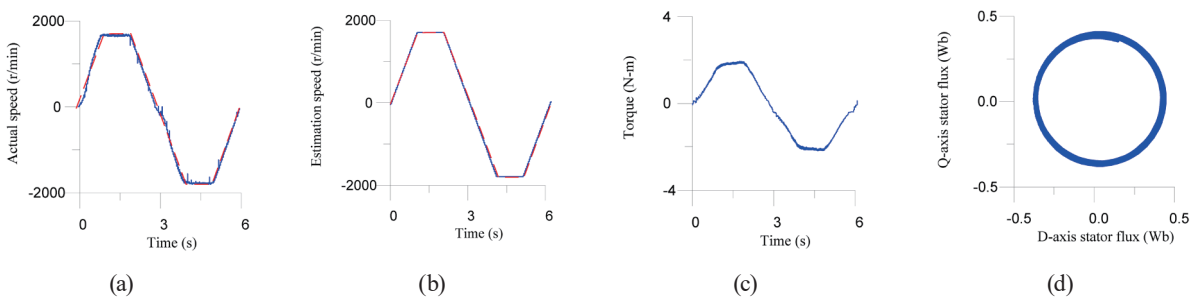 2000
0
-2000
Actual speed (r/min)
0
3
6
Time (s)
(a)
2000
0
-2000
Estimation speed (r/min)
0
3
6
Time (s)
(b)
4
0
-4
Torque (N-m)
0
3
6
Time (s)
(c)
0.5
0.0
-0.5
Q-axis stator flux (Wb)
-0.5
0.0
0.5
D-axis stator flux (Wb)
(d)